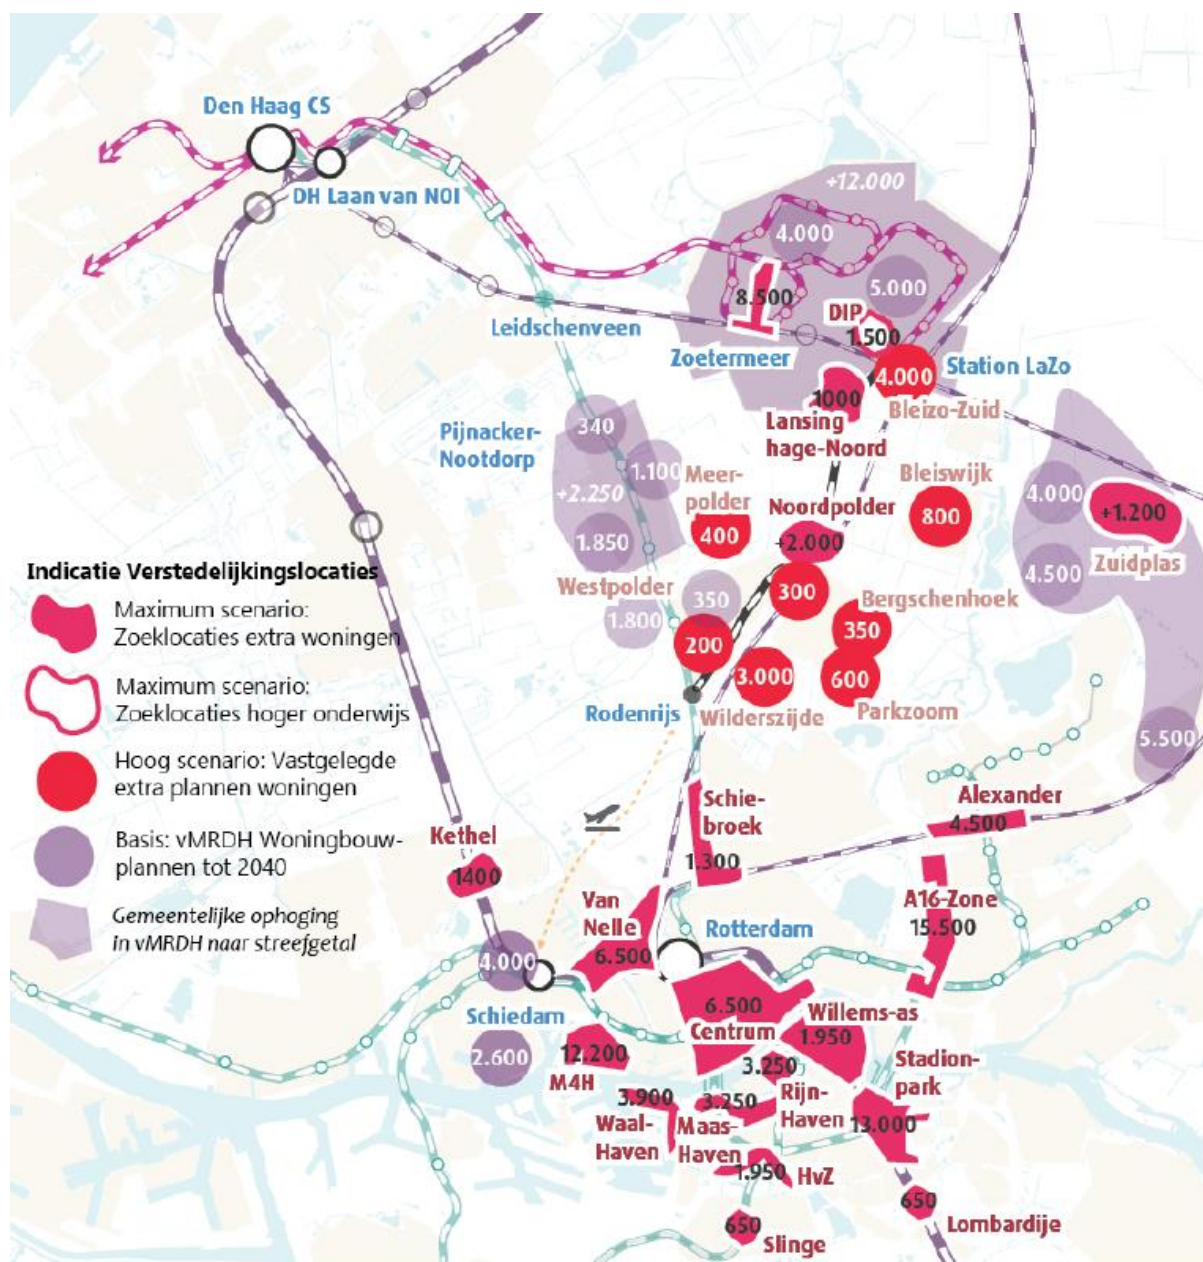 Den Haag CS
DH Laan van NOI
+12.000
4.000
5.000
8.500
DIP
1.500
Leidschenveen
Zoetermeer
4.000
Station LaZo
1000
Bleizo-Zuid
Lansing
hage-Noord
340
Pijnacker-
Nootdorp
1.100
+2.250
Meer-
polder
Bleiswijk
4.000
+1.200
Noordpolder
800
400
1.850
+2.000
Zuidplas
4.500
Westpolder
350
300
Bergschenhoek
1.800
350
200
3.000
600
Rodenrijs
Wilderszijde
Parkzoom
5.500
Indicatie Verstedelijkingslocaties
Maximum scenario:
Zoeklocaties extra woningen
Maximum scenario:
Zoeklocaties hoger onderwijs
Hoog scenario: Vastgelegde
extra plannen woningen
Basis: vMRDH Woningbouw-
plannen tot 2040
Gemeentelijke ophoging
in vMRDH naar streefgetal
Schie-
broek
1.300
Alexander
4.500
Kethel
1400
Van
Nelle
6.500
A16-Zone
15.500
Rotterdam
4.000
Schiedam
2.600
6.500
Centrum
Willems-as
1.950
12.200
M4H
3.250
Rijn-
Haven
Stadion-
park
13.000
3.900
Waal-
Haven
3.250
Maas-
Haven
1.950
HvZ
650
Lombardije
650
Slinge